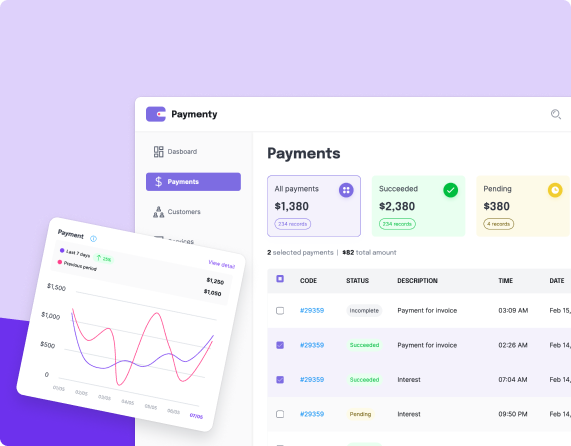 Paymenty
Dashboard
Payments
Customers
Payments
All payments
$1,380
234 records
Succeeded
$2,380
234 records
Pending
$380
4 records
2 selected payments | $82 total amount
CODE STATUS DESCRIPTION TIME DATE
#29359 Incomplete Payment for invoice 03:09 AM Feb 15,
#29359 Succeeded Payment for invoice 02:26 AM Feb 14,
#29359 Succeeded Interest 07:04 AM Feb 14,
#29359 Pending Interest 09:50 PM Feb 14,
Payment
View detail
Last 7 days $1,250
Previous period $1,050
$1,500
$1,000
$500
0
07/05